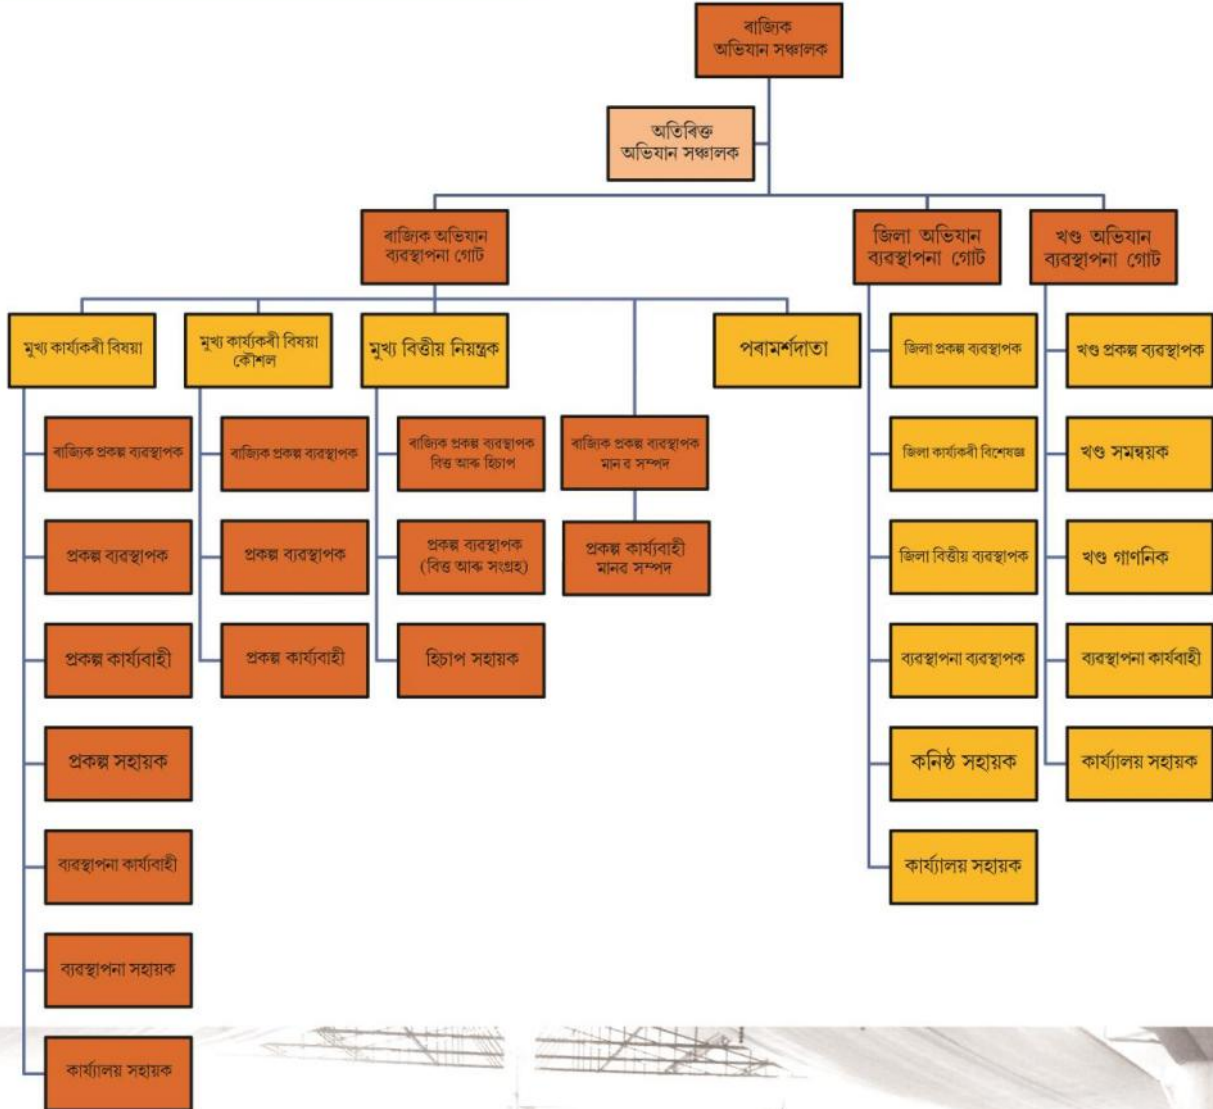 ৰাজ্যিক
অভিযান সঞ্চালক
অতিৰিক্ত
অভিযান সঞ্চালক
ৰাজ্যিক অভিযান
ব্যৱস্থাপনা গোট
জিলা অভিযান
ব্যৱস্থাপনা গোট
খণ্ড অভিযান
ব্যৱস্থাপনা গোট
মুখ্য কাৰ্য্যকৰী বিষয়া
মুখ্য কাৰ্য্যকৰী বিষয়া
কৌশল
মুখ্য বিত্তীয় নিয়ন্ত্ৰক
পৰামৰ্শদাতা
ৰাজ্যিক প্ৰকল্প ব্যৱস্থাপক
প্ৰকল্প ব্যৱস্থাপক
প্ৰকল্প কাৰ্য্যবাহী
প্ৰকল্প সহায়ক
ব্যৱস্থাপনা কাৰ্য্যবাহী
ব্যৱস্থাপনা সহায়ক
কাৰ্য্যালয় সহায়ক
ৰাজ্যিক প্ৰকল্প ব্যৱস্থাপক
প্ৰকল্প ব্যৱস্থাপক
প্ৰকল্প কাৰ্য্যবাহী
ৰাজ্যিক প্ৰকল্প ব্যৱস্থাপক
বিত্ত আৰু হিচাপ
প্ৰকল্প ব্যৱস্থাপক
(বিত্ত আৰু সংগ্ৰহ)
হিচাপ সহায়ক
ৰাজ্যিক প্ৰকল্প ব্যৱস্থাপক
মানৱ সম্পদ
প্ৰকল্প কাৰ্য্যবাহী
মানৱ সম্পদ
জিলা প্ৰকল্প ব্যৱস্থাপক
জিলা কাৰ্য্যকৰী বিশেষজ্ঞ
জিলা বিত্তীয় ব্যৱস্থাপক
ব্যৱস্থাপনা ব্যৱস্থাপক
কনিষ্ঠ সহায়ক
কাৰ্য্যালয় সহায়ক
খণ্ড প্ৰকল্প ব্যৱস্থাপক
খণ্ড সমন্বয়ক
খণ্ড গাণনিক
ব্যৱস্থাপনা কাৰ্যবাহী
কাৰ্য্যালয় সহায়ক